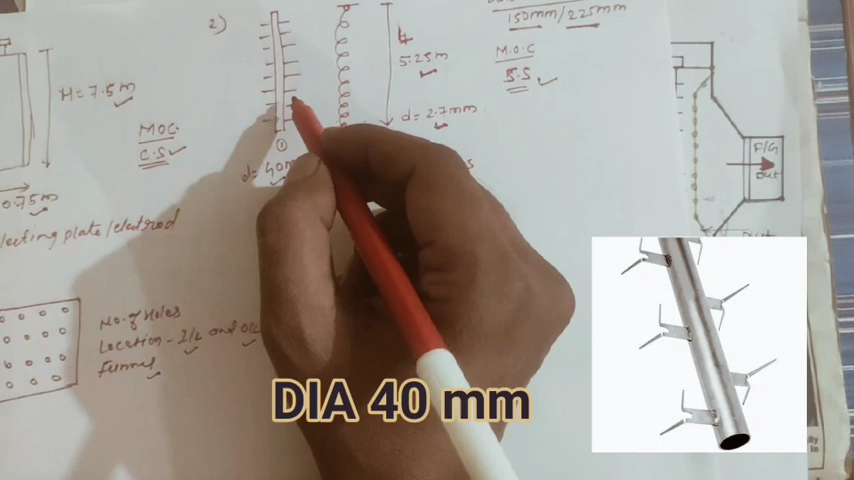 2)
150mm/225mm
M.O.C
S.S
5.25m
d = 2.7mm
H = 7.5m
MOC.
C.S
0.75m
①
d = 40m
F/G
Out
lecting plate/electrod
No. of Holes
Location - I/L and O/L
funnel
DIA 40 mm